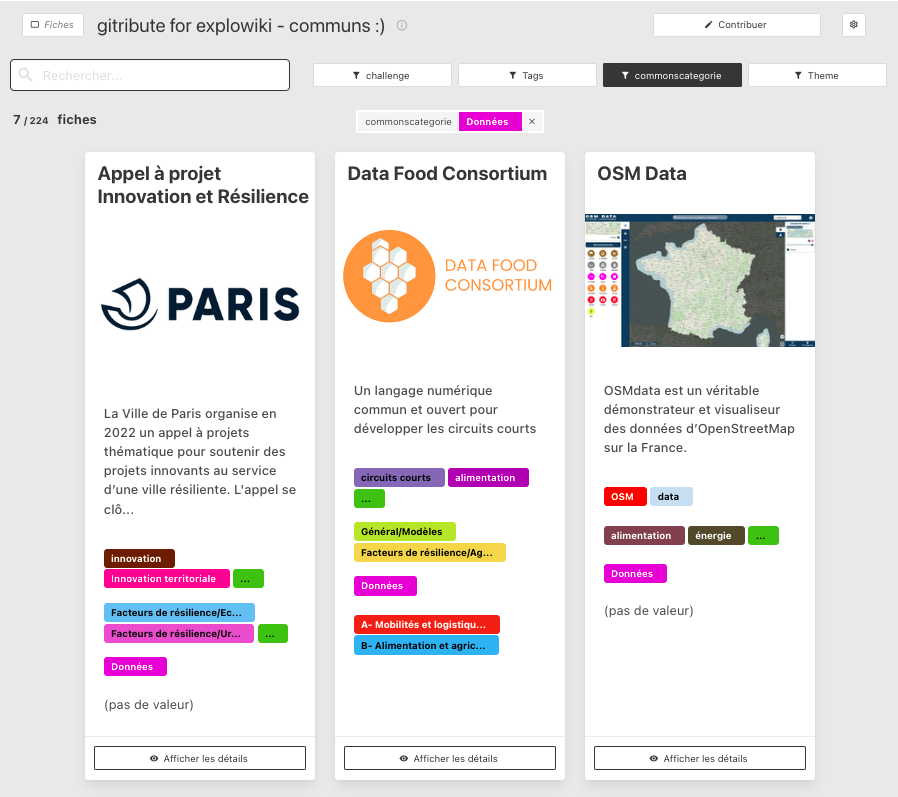 Fiches
gitribute for explowiki - communs :)
Contribuer
Rechercher...
challenge
Tags
commonscategorie
Theme
7 / 224 fiches
commonscategorie Données ×
Appel à projet
Innovation et Résilience
PARIS
La Ville de Paris organise en
2022 un appel à projets
thématique pour soutenir des
projets innovants au service
d'une ville résiliente. L'appel se
clô...
innovation
Innovation territoriale ...
Facteurs de résilience/Ec...
Facteurs de résilience/Ur... ...
Données
(pas de valeur)
Afficher les détails
Data Food Consortium
DATA FOOD
CONSORTIUM
Un langage numérique
commun et ouvert pour
développer les circuits courts
circuits courts alimentation
...
Général/Modèles
Facteurs de résilience/Ag...
Données
A- Mobilités et logistiqu...
B- Alimentation et agric...
Afficher les détails
OSM Data
OSM DATA
OSMdata est un véritable
démonstrateur et visualiseur
des données d'OpenStreetMap
sur la France.
OSM data
alimentation énergie ...
Données
(pas de valeur)
Afficher les détails